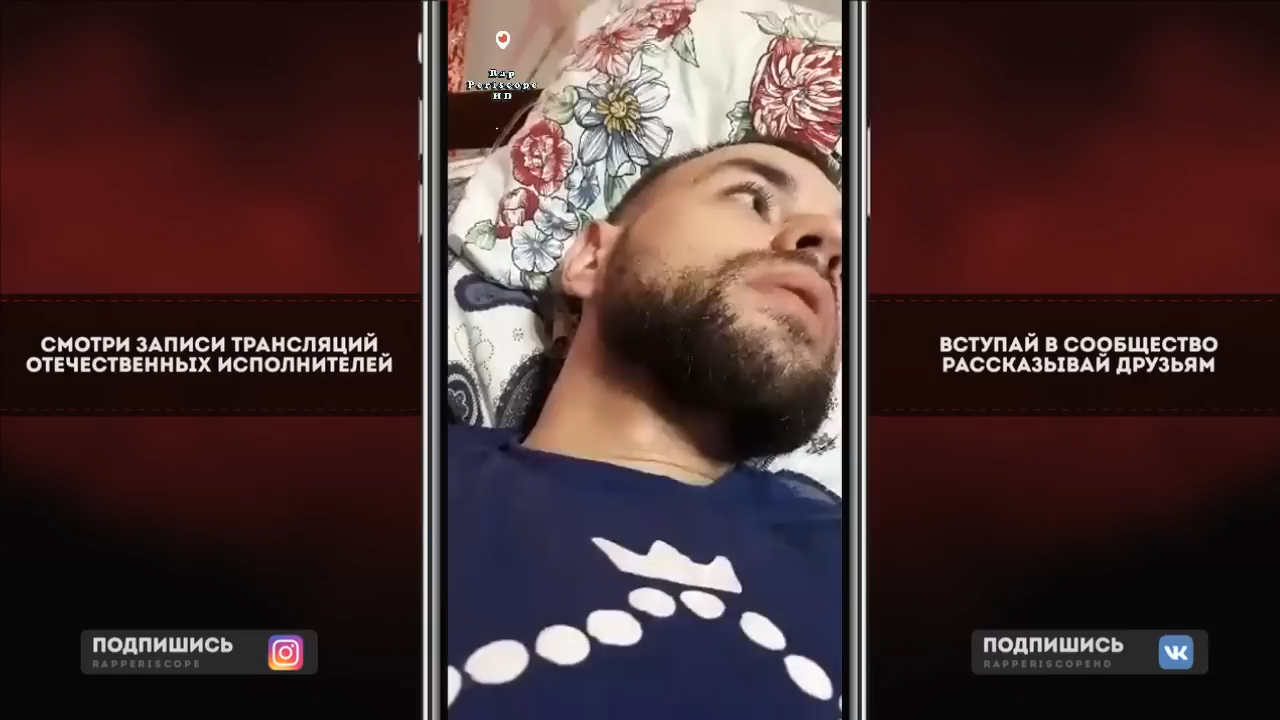 Rap
Periscope
HD
СМОТРИ ЗАПИСИ ТРАНСЛЯЦИЙ
ОТЕЧЕСТВЕННЫХ ИСПОЛНИТЕЛЕЙ
ВСТУПАЙ В СООБЩЕСТВО
РАССКАЗЫВАЙ ДРУЗЬЯМ
ПОДПИШИСЬ
RAPPERISCOPE
ПОДПИШИСЬ
RAPPERISCOPEHD